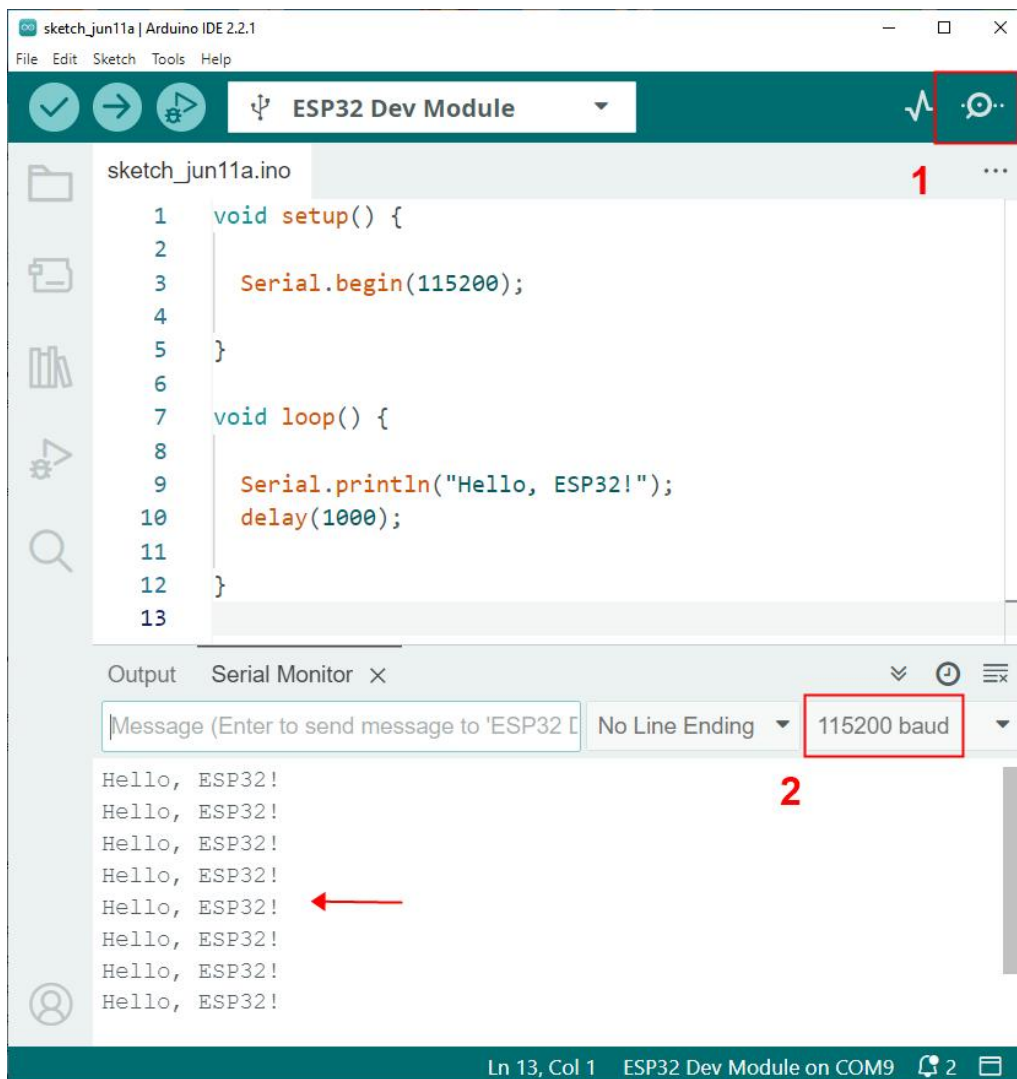 sketch_jun11a | Arduino IDE 2.2.1
File Edit Sketch Tools Help
ESP32 Dev Module
sketch_jun11a.ino
1
...
1 void setup() {
2
3 Serial.begin(115200);
4
5 }
6
7 void loop() {
8
9 Serial.println("Hello, ESP32!");
10 delay(1000);
11
12 }
13
Output Serial Monitor
Message (Enter to send message to 'ESP32 No Line Ending 115200 baud
2
Hello, ESP32!
Hello, ESP32!
Hello, ESP32!
Hello, ESP32!
Hello, ESP32!
Hello, ESP32!
Hello, ESP32!
Hello, ESP32!
Ln 13, Col 1 ESP32 Dev Module on COM9 2